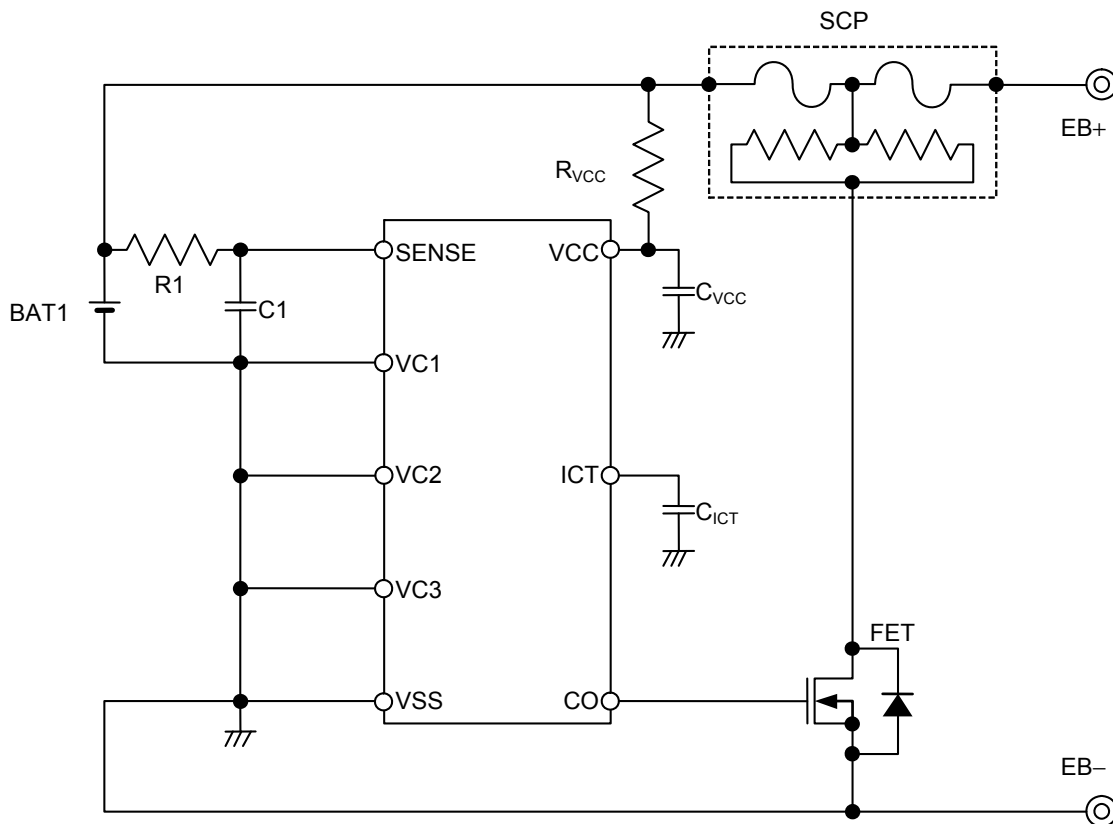 SCP
EB+
RVCC
SENSE
VCC
R1
BAT1
C1
CVCC
VC1
VC2
ICT
CICT
VC3
FET
VSS
CO
EB−